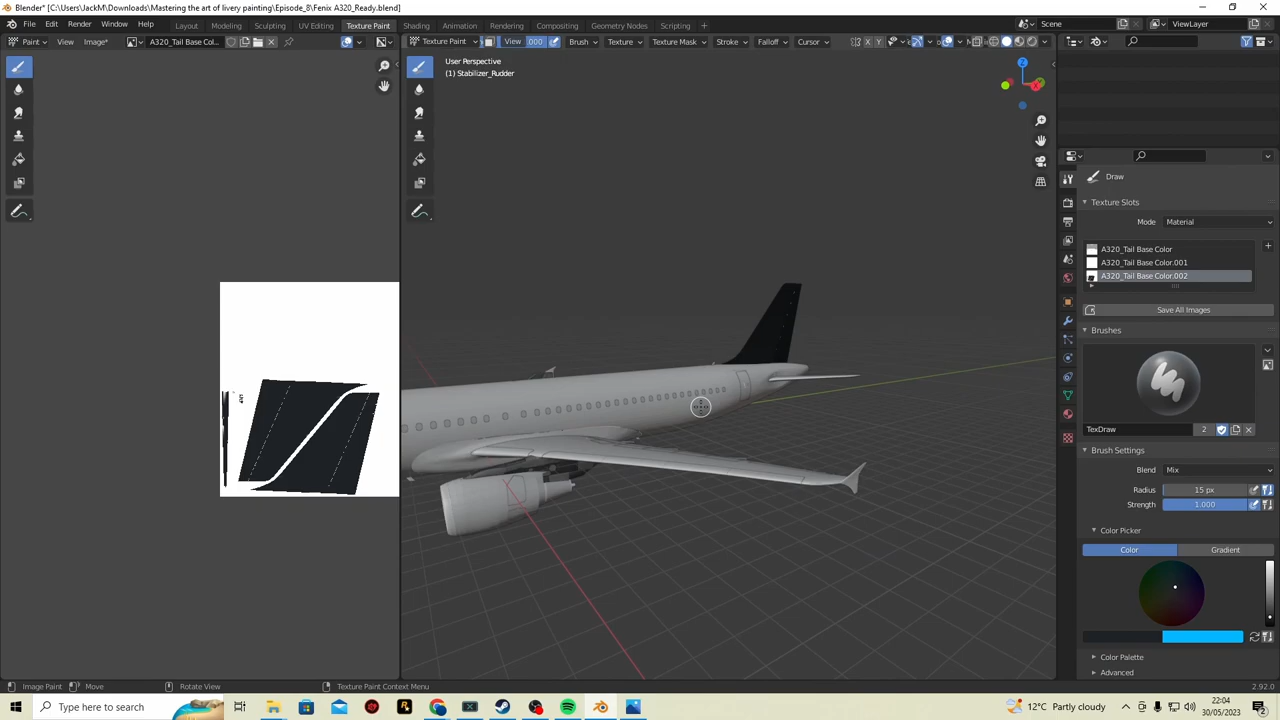 Blender* [C:\Users\JackM\Downloads\Mastering the art of livery painting\Episode_8\Fenix A320_Ready.blend]
File Edit Render Window Help Layout Modeling Sculpting UV Editing Texture Paint Shading Animation Rendering Compositing Geometry Nodes Scripting + Scene ViewLayer
Paint View Image* A320_Tail Base Col... Texture Paint View 000 Brush Texture Texture Mask Stroke Falloff Cursor X Y
User Perspective
(1) Stabilizer_Rudder
Z
Draw
Texture Slots
Mode Material
A320_Tail Base Color
A320_Tail Base Color.001
A320_Tail Base Color.002
Save All Images
Brushes
TexDraw 2
Brush Settings
Blend Mix
Radius 15 px
Strength 1.000
Color Picker
Color Gradient
Color Palette
Advanced
Image Paint Move Rotate View Texture Paint Context Menu 2.92.0
Type here to search 12°C Partly cloudy 22:04
30/05/2023